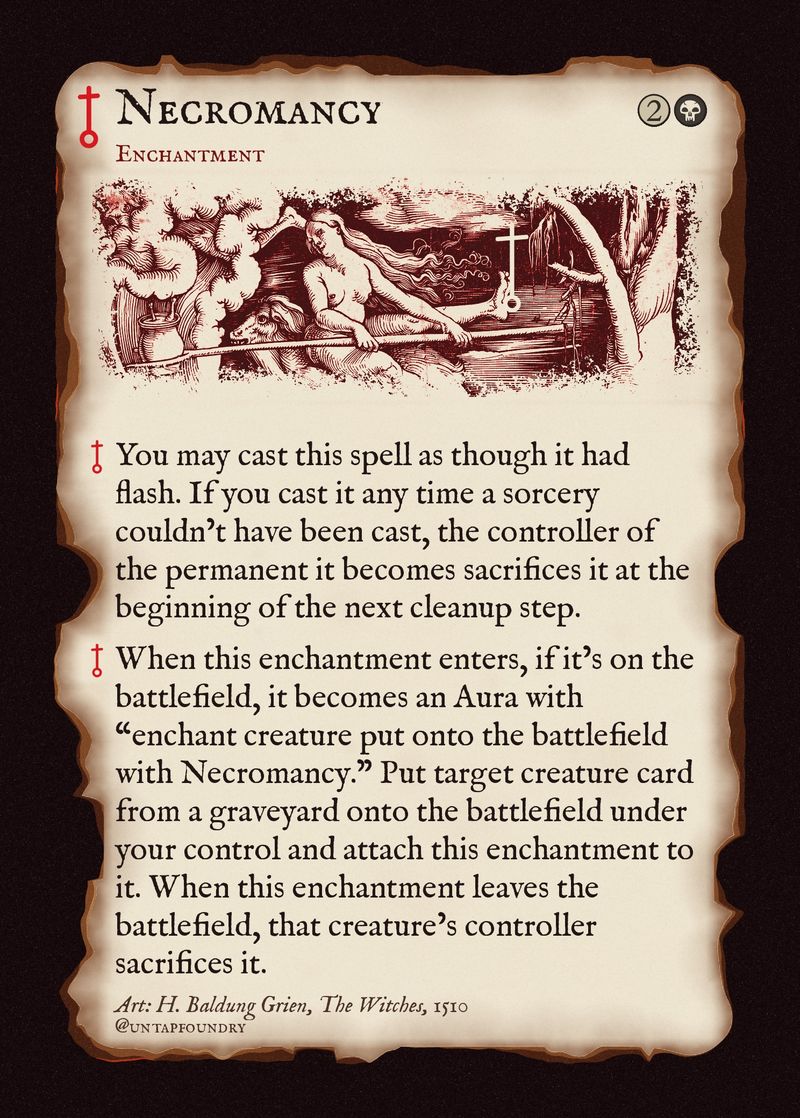 Necromancy
2
Enchantment
You may cast this spell as though it had
flash. If you cast it any time a sorcery
couldn't have been cast, the controller of
the permanent it becomes sacrifices it at the
beginning of the next cleanup step.
When this enchantment enters, if it's on the
battlefield, it becomes an Aura with
“enchant creature put onto the battlefield
with Necromancy.” Put target creature card
from a graveyard onto the battlefield under
your control and attach this enchantment to
it. When this enchantment leaves the
battlefield, that creature's controller
sacrifices it.
Art: H. Baldung Grien, The Witches, 1510
@untapfoundry